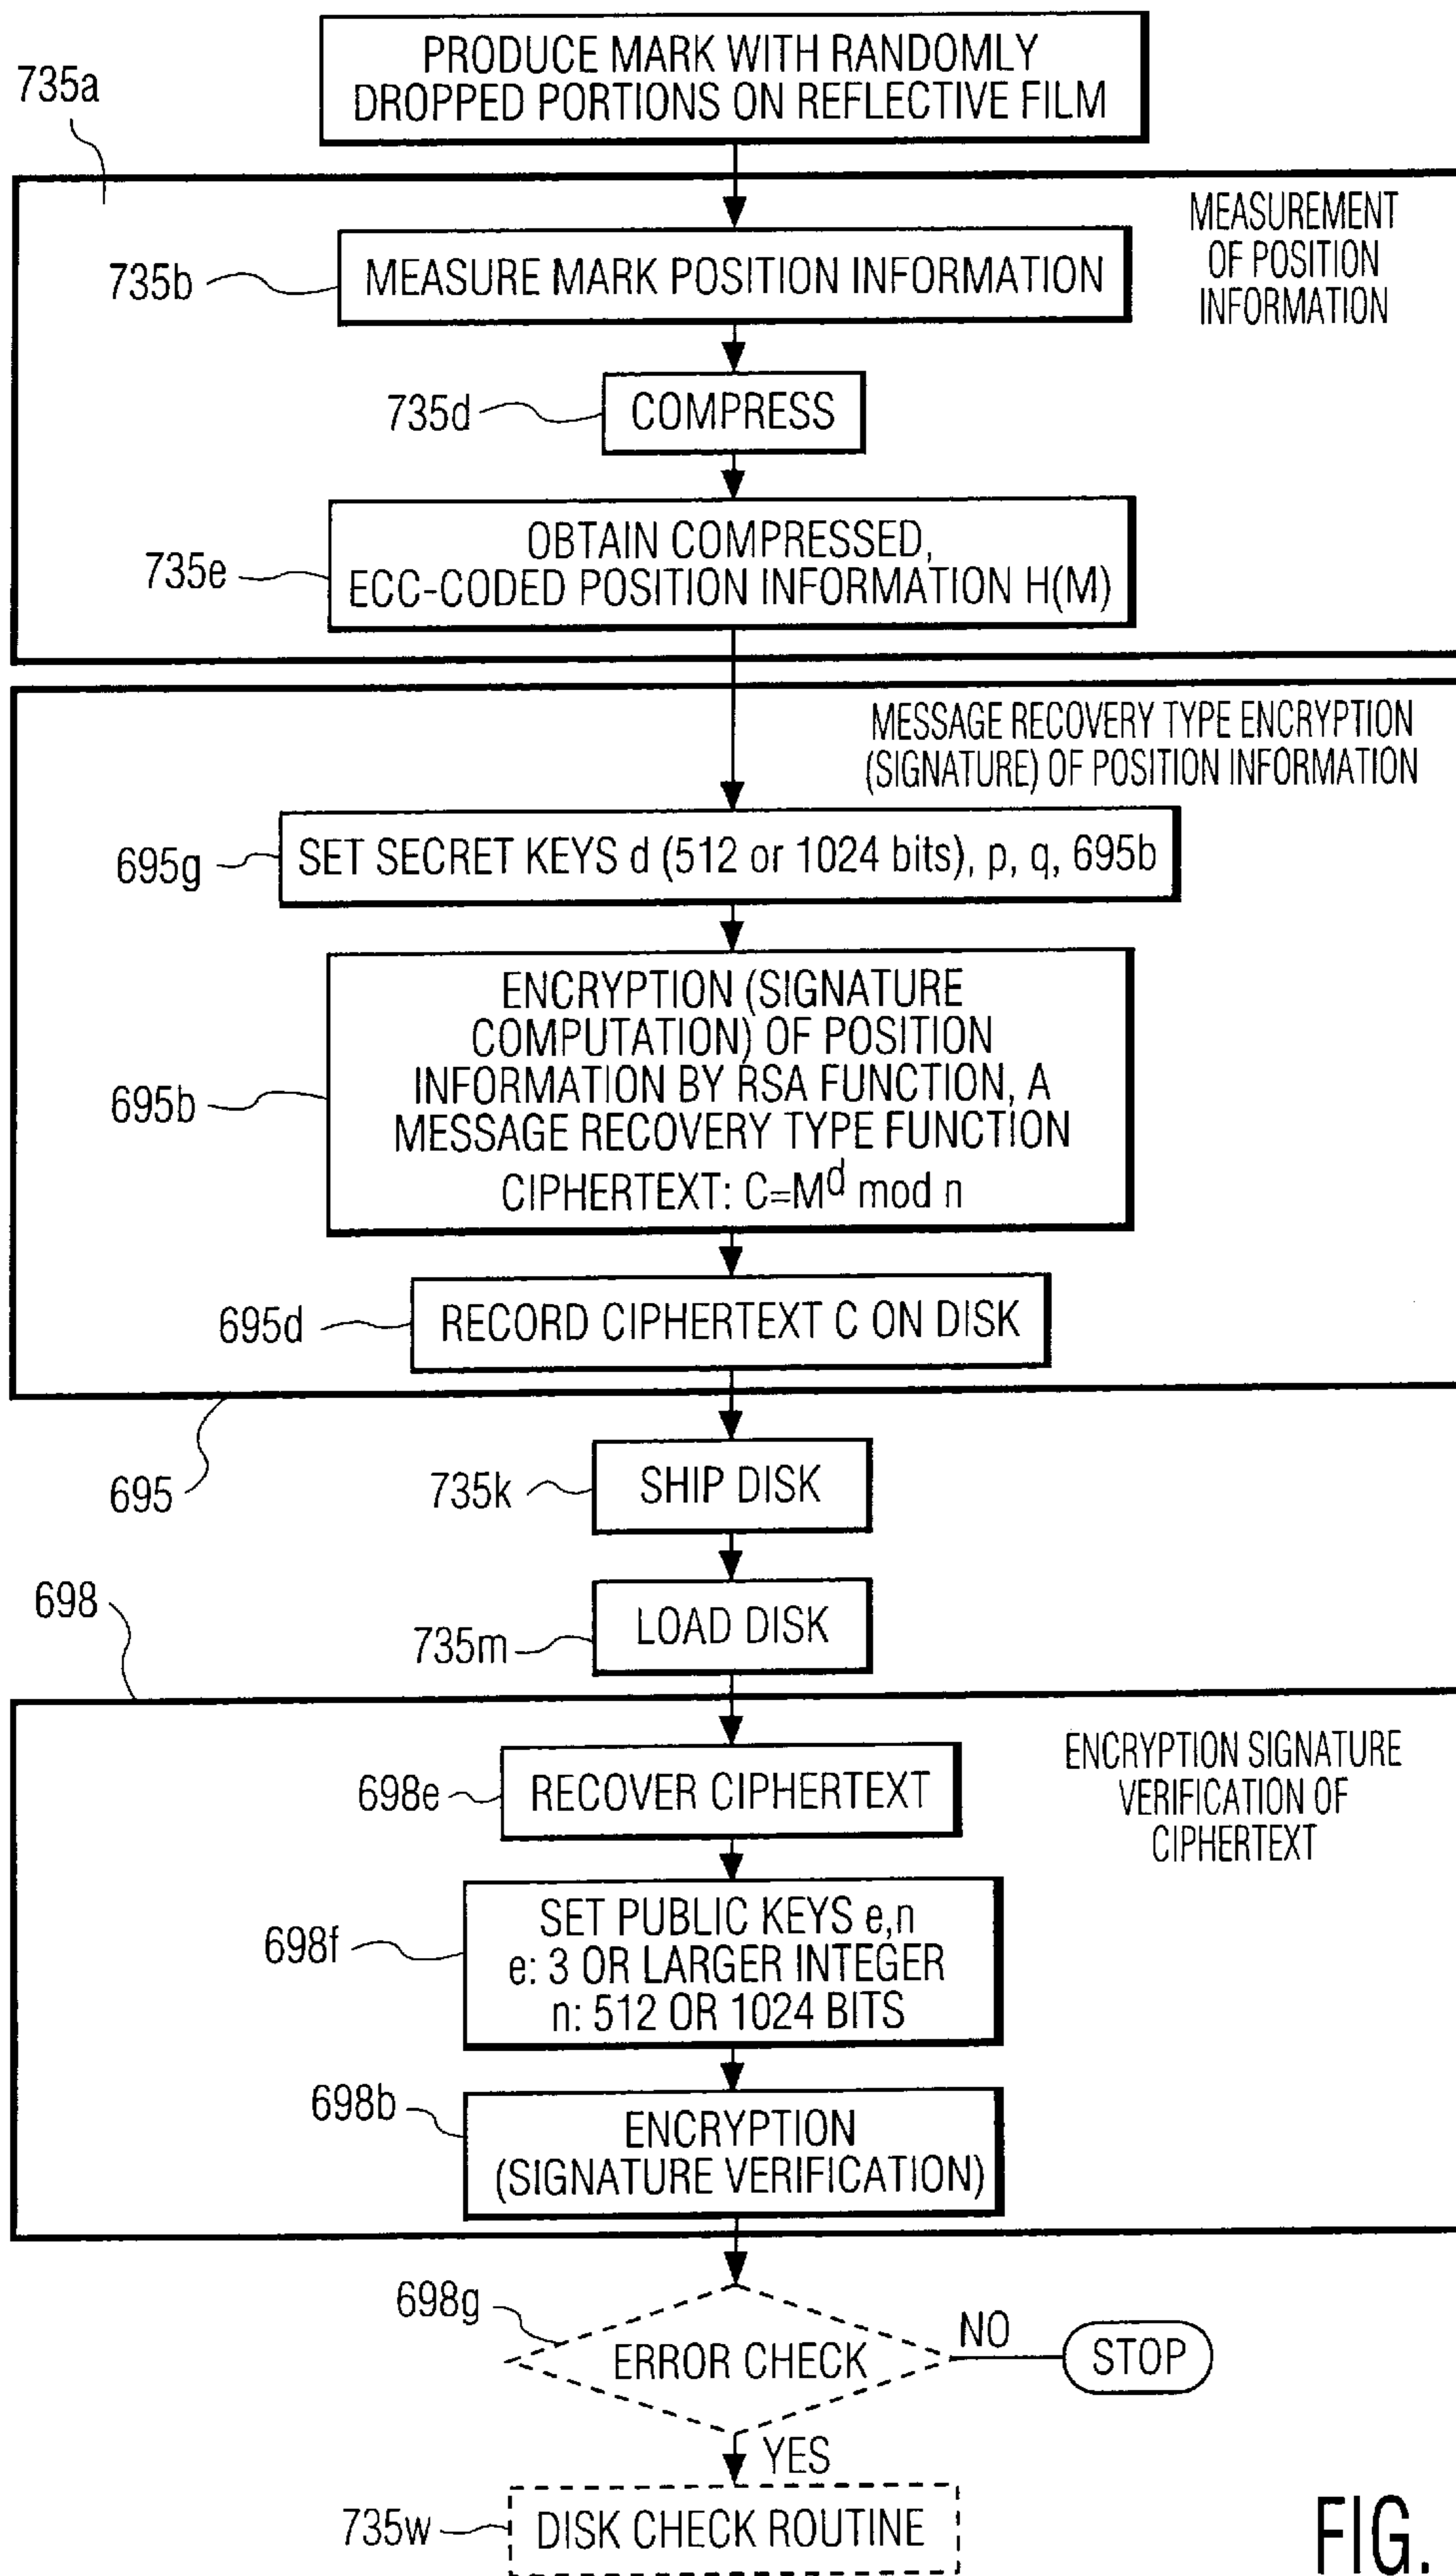 PRODUCE MARK WITH RANDOMLY
DROPPED PORTIONS ON REFLECTIVE FILM
735a
MEASUREMENT
OF POSITION
INFORMATION
735b
MEASURE MARK POSITION INFORMATION
735d
COMPRESS
735e
OBTAIN COMPRESSED,
ECC-CODED POSITION INFORMATION H(M)
MESSAGE RECOVERY TYPE ENCRYPTION
(SIGNATURE) OF POSITION INFORMATION
695g
SET SECRET KEYS d (512 or 1024 bits), p, q, 695b
695b
ENCRYPTION (SIGNATURE
COMPUTATION) OF POSITION
INFORMATION BY RSA FUNCTION, A
MESSAGE RECOVERY TYPE FUNCTION
CIPHERTEXT: C=M^d mod n
695d
RECORD CIPHERTEXT C ON DISK
695
735k
SHIP DISK
698
735m
LOAD DISK
698e
RECOVER CIPHERTEXT
ENCRYPTION SIGNATURE
VERIFICATION OF
CIPHERTEXT
698f
SET PUBLIC KEYS e,n
e: 3 OR LARGER INTEGER
n: 512 OR 1024 BITS
698b
ENCRYPTION
(SIGNATURE VERIFICATION)
698g
ERROR CHECK
NO
STOP
YES
735w
DISK CHECK ROUTINE
FIG.